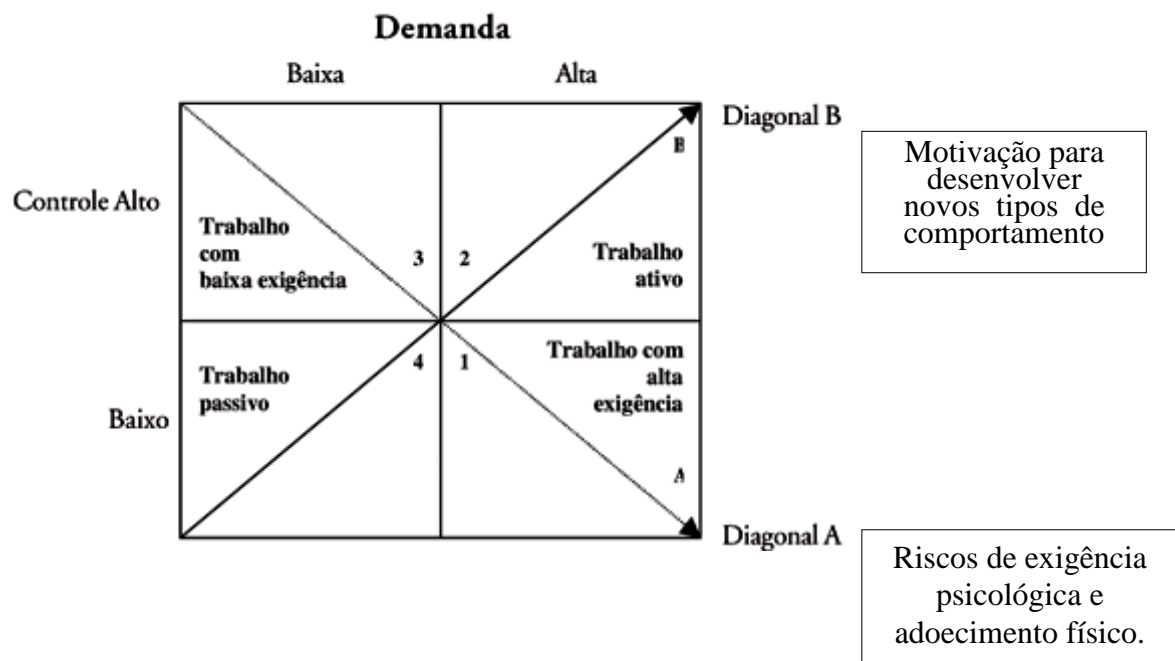 Demanda
Baixa
Alta
Diagonal B
B
Motivação para
desenvolver
novos tipos de
comportamento
Controle Alto
Trabalho
com
baixa exigência
3
2
Trabalho
ativo
4
1
Trabalho com
alta
exigência
Trabalho
passivo
Baixo
A
Diagonal A
Riscos de exigência
psicológica e
adoecimento físico.